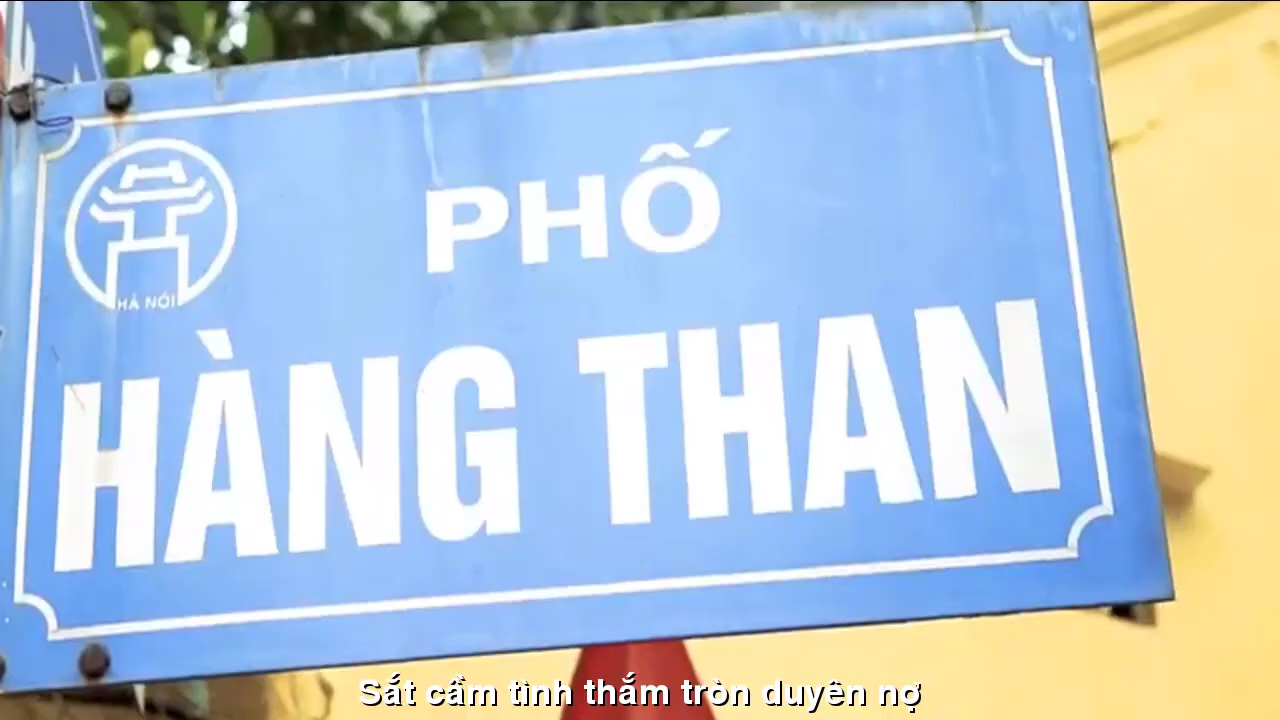 HÀ NỘI
PHỐ
HÀNG THAN
Sắt cầm tình thắm tròn duyên nợ